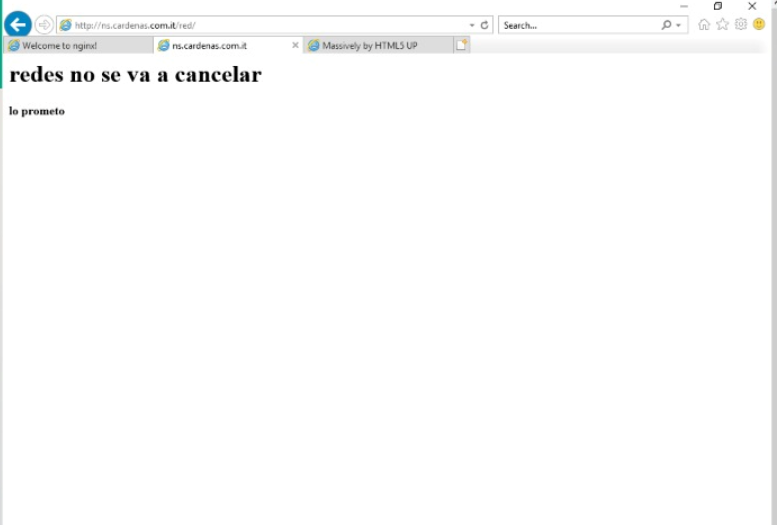 http://ns.cardenas.com.it/red/ Search...
Welcome to nginx! ns.cardenas.com.it Massively by HTML5 UP
redes no se va a cancelar
lo prometo